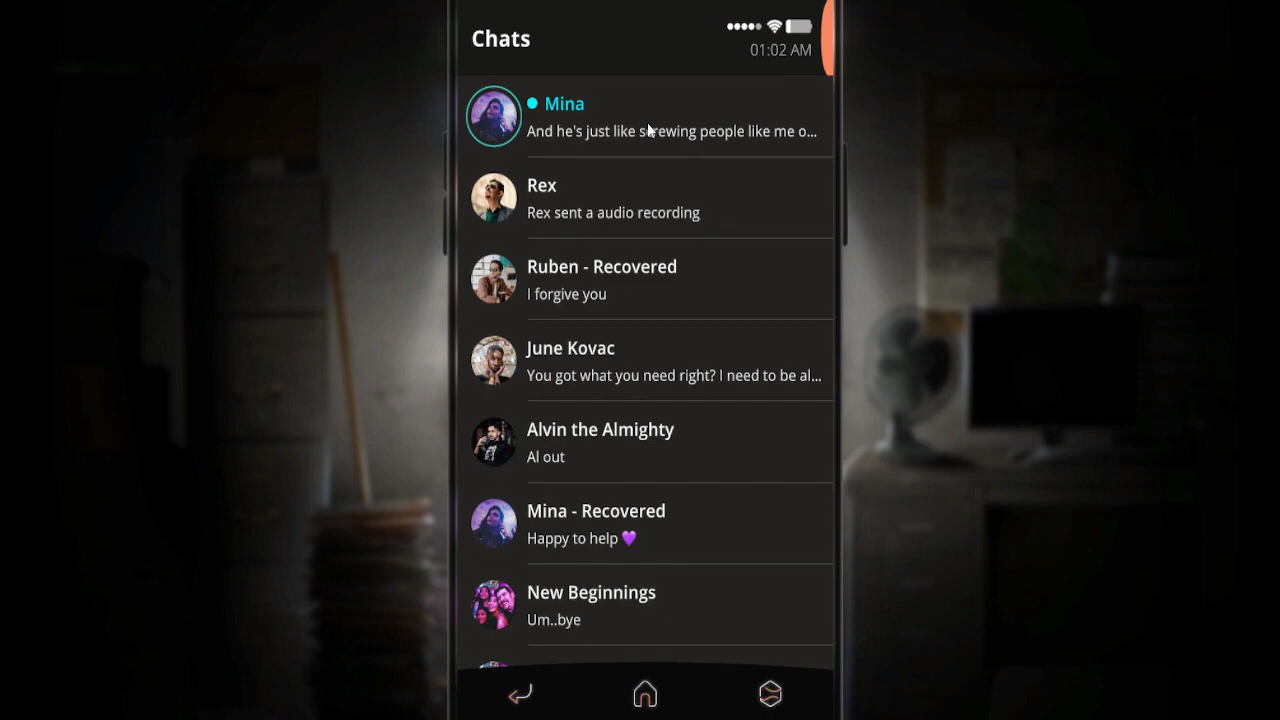 Chats
01:02 AM
Mina
And he's just like screwing people like me o...
Rex
Rex sent a audio recording
Ruben - Recovered
I forgive you
June Kovac
You got what you need right? I need to be al...
Alvin the Almighty
Al out
Mina - Recovered
Happy to help 💜
New Beginnings
Um..bye